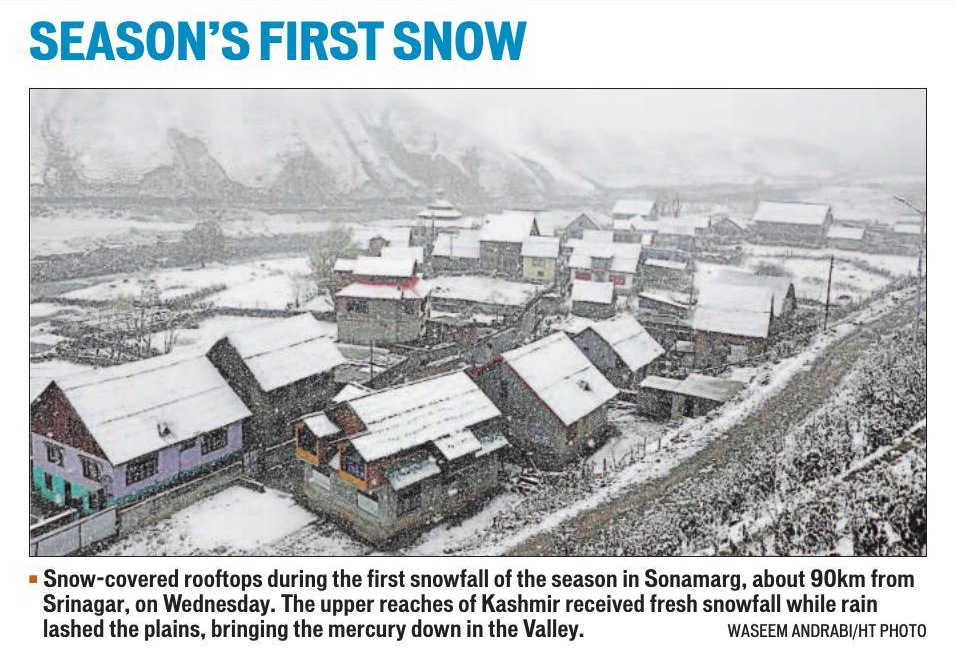 SEASON'S FIRST SNOW
Snow-covered rooftops during the first snowfall of the season in Sonamarg, about 90km from
Srinagar, on Wednesday. The upper reaches of Kashmir received fresh snowfall while rain
lashed the plains, bringing the mercury down in the Valley.
WASEEM ANDRABI/HT PHOTO